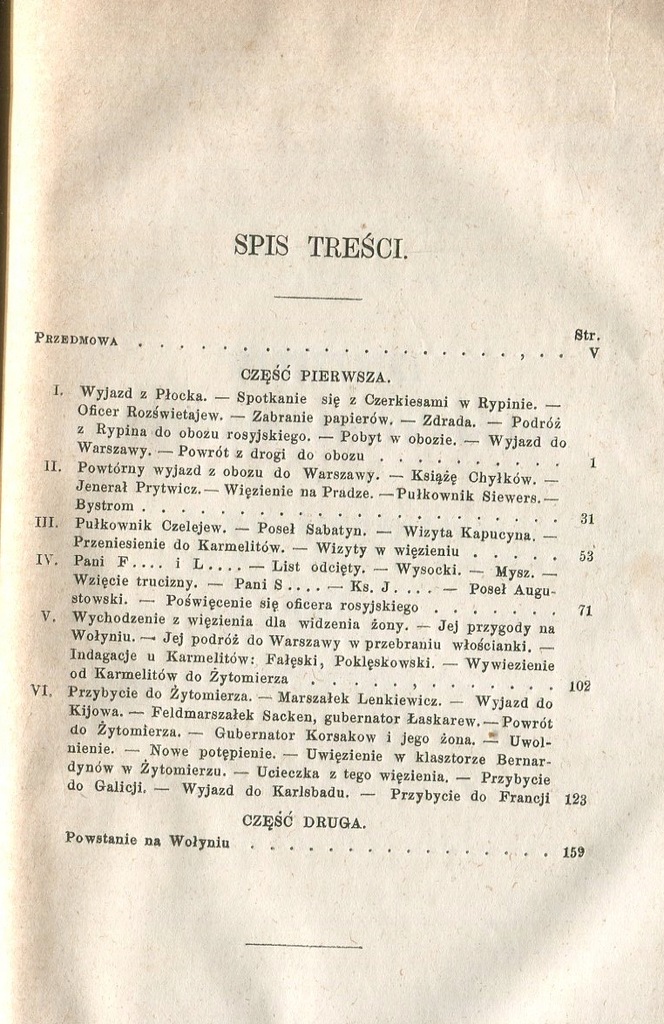 SPIS TREŚCI.
Str.
PRZEDMOWA . . . . . . . . . . . . . . . . . . . . , . . V
CZĘŚĆ PIERWSZA.
I. Wyjazd z Płocka. — Spotkanie się z Czerkiesami w Rypinie. —
Oficer Rozświetajew. — Zabranie papierów. — Zdrada. — Podróż
z Rypina do obozu rosyjskiego. — Pobyt w obozie. — Wyjazd do
Warszawy. — Powrót z drogi do obozu . . . . . . . . . . 1
II. Powtórny wyjazd z obozu do Warszawy. — Książę Chyłków. —
Jenerał Prytwicz. — Więzienie na Pradze. — Pułkownik Siewers. —
Bystrom . . . . . . . . . . . . . . . . . . . . 31
III. Pułkownik Czelejew. — Poseł Sabatyn. — Wizyta Kapucyna. —
Przeniesienie do Karmelitów. — Wizyty w więzieniu . . . . . 53
IV. Pani F.... i L.... — List odcięty. — Wysocki. — Mysz. —
Wzięcie trucizny. — Pani S.... — Ks. J.... — Poseł Augu-
stowski. — Poświęcenie się oficera rosyjskiego . . . . . . . 71
V. Wychodzenie z więzienia dla widzenia żony. — Jej przygody na
Wołyniu. — Jej podróż do Warszawy w przebraniu włościanki. —
Indagacje u Karmelitów: Fałęski, Poklęskowski. — Wywiezienie
od Karmelitów do Żytomierza . . . . , . . . . . . . 102
VI. Przybycie do Żytomierza. — Marszałek Lenkiewicz. — Wyjazd do
Kijowa. — Feldmarszałek Sacken, gubernator Łaskarew. — Powrót
do Żytomierza. — Gubernator Korsakow i jego żona. — Uwol-
nienie. — Nowe potępienie. — Uwięzienie w klasztorze Bernar-
dynów w Żytomierzu. — Ucieczka z tego więzienia. — Przybycie
do Galicji. — Wyjazd do Karlsbadu. — Przybycie do Francji 123
CZĘŚĆ DRUGA.
Powstanie na Wołyniu . . . . . . . . . . . . . . . 159